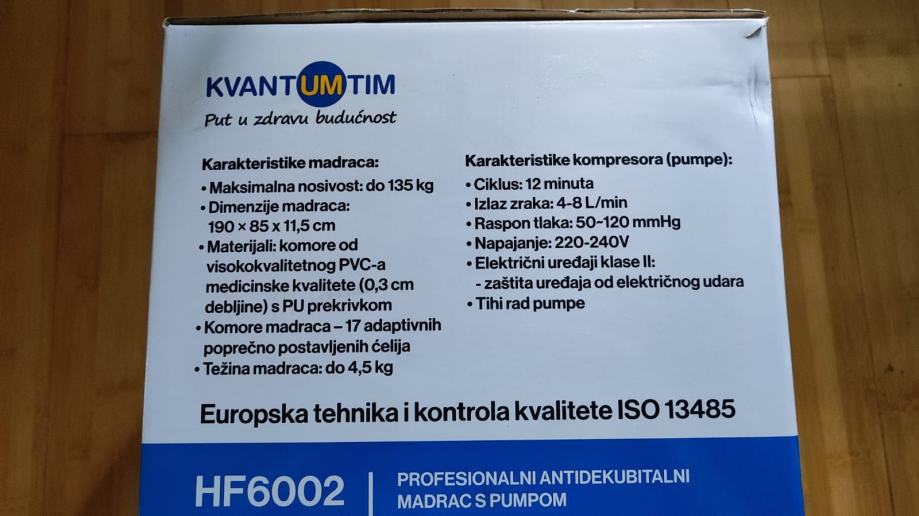 KVANTUMTIM
Put u zdravu budućnost
Karakteristike madraca:
• Maksimalna nosivost: do 135 kg
• Dimenzije madraca:
190 × 85 x 11,5 cm
• Materijali: komore od
visokokvalitetnog PVC-a
medicinske kvalitete (0,3 cm
debljine) s PU prekrivkom
• Komore madraca – 17 adaptivnih
poprečno postavljenih ćelija
• Težina madraca: do 4,5 kg
Karakteristike kompresora (pumpe):
• Ciklus: 12 minuta
• Izlaz zraka: 4-8 L/min
• Raspon tlaka: 50~120 mmHg
• Napajanje: 220-240V
• Električni uređaji klase II:
- zaštita uređaja od električnog udara
• Tihi rad pumpe
Europska tehnika i kontrola kvalitete ISO 13485
HF6002
PROFESIONALNI ANTIDEKUBITALNI
MADRAC S PUMPOM